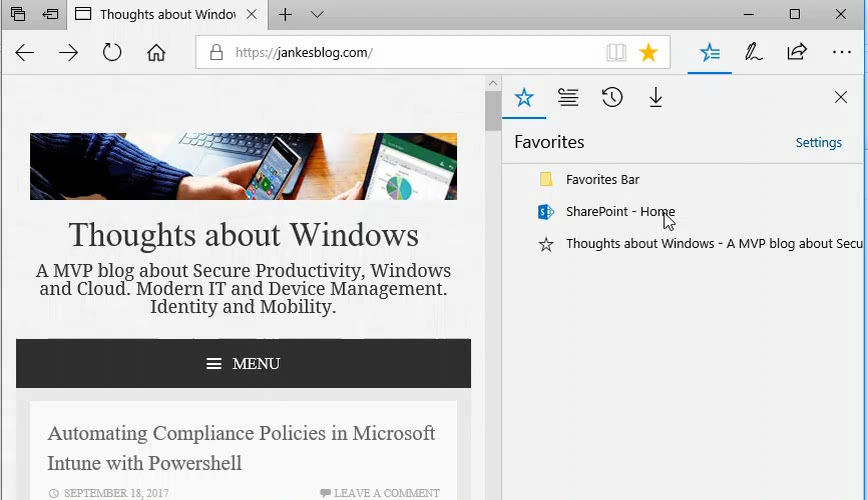 Thoughts about Windov
https://jankesblog.com/
Favorites
Settings
Favorites Bar
SharePoint - Home
Thoughts about Windows - A MVP blog about Secu
Thoughts about Windows
A MVP blog about Secure Productivity, Windows
and Cloud. Modern IT and Device Management.
Identity and Mobility.
MENU
Automating Compliance Policies in Microsoft
Intune with Powershell
SEPTEMBER 18, 2017
LEAVE A COMMENT